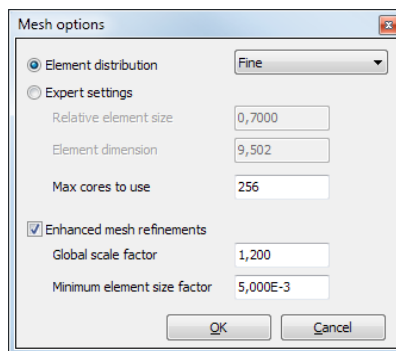 Mesh options
Element distribution Fine
Expert settings
Relative element size 0,7000
Element dimension 9,502
Max cores to use 256
Enhanced mesh refinements
Global scale factor 1,200
Minimum element size factor 5,000E-3
OK Cancel